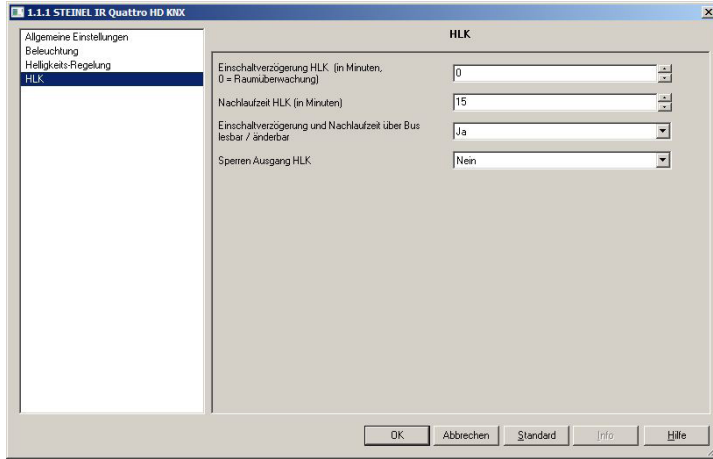 1.1.1 STEINEL IR Quattro HD KNX
Allgemeine Einstellungen
Beleuchtung
Helligkeits-Regelung
HLK
HLK
Einschaltverzögerung HLK (in Minuten,
0 = Raumüberwachung)
0
Nachlaufzeit HLK (in Minuten)
15
Einschaltverzögerung und Nachlaufzeit über Bus
lesbar / änderbar
Ja
Sperren Ausgang HLK
Nein
OK
Abbrechen
Standard
Info
Hilfe